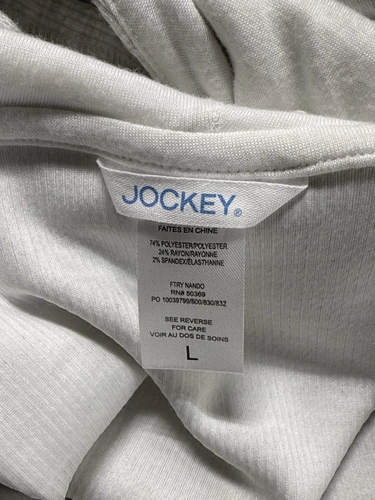 JOCKEY®
FAITES EN CHINE
74% POLYESTER/POLYESTER
24% RAYON/RAYONNE
2% SPANDEX/ÉLASTHANNE
FTRY NANDO
RN# 50369
PO 10039799/800/830/832
SEE REVERSE
FOR CARE
VOIR AU DOS DE SOINS
L